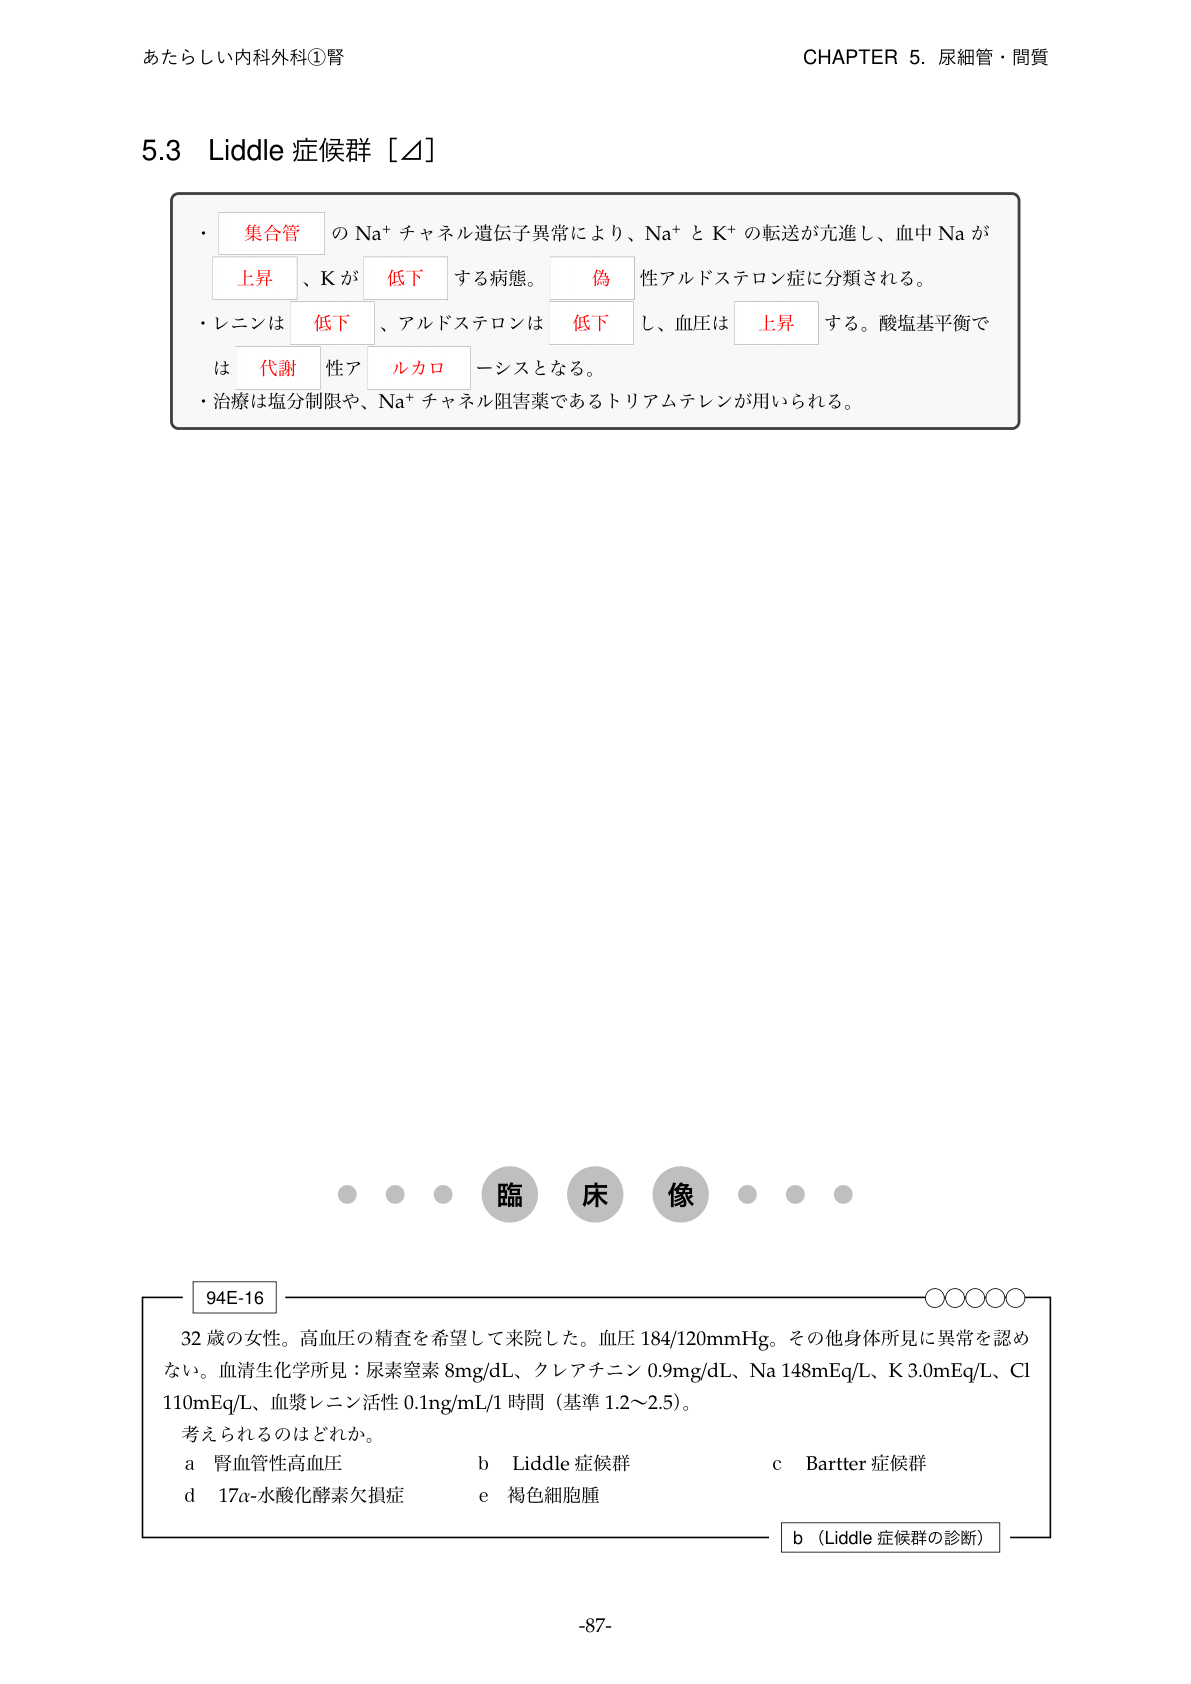 あたらしい内科外科①腎 CHAPTER 5. 尿細管・間質
5.3 Liddle 症候群［⊿］
・ 集合管 の Na⁺ チャネル遺伝子異常により、Na⁺ と K⁺ の転送が亢進し、血中 Na が
上昇 、K が 低下 する病態。 偽 性アルドステロン症に分類される。
・レニンは 低下 、アルドステロンは 低下 し、血圧は 上昇 する。酸塩基平衡で
は 代謝 性ア ルカロ ーシスとなる。
・治療は塩分制限や、Na⁺ チャネル阻害薬であるトリアムテレンが用いられる。
臨 床 像
94E-16
32 歳の女性。高血圧の精査を希望して来院した。血圧 184/120mmHg。その他身体所見に異常を認め
ない。血清生化学所見：尿素窒素 8mg/dL、クレアチニン 0.9mg/dL、Na 148mEq/L、K 3.0mEq/L、Cl
110mEq/L、血漿レニン活性 0.1ng/mL/1 時間（基準 1.2〜2.5）。
考えられるのはどれか。
a 腎血管性高血圧 b Liddle 症候群 c Bartter 症候群
d 17α-水酸化酵素欠損症 e 褐色細胞腫
b （Liddle 症候群の診断）
-87-